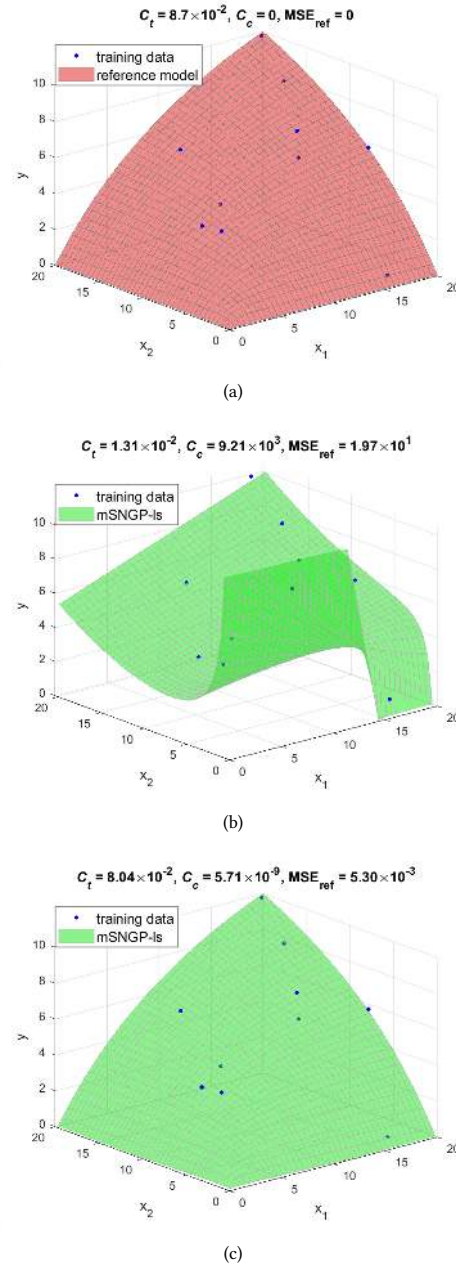 C_t = 8.7×10^-2, C_c = 0, MSE_ref = 0
training data
reference model
10
8
6
4
2
0
y
20
15
10
5
0
x_2
0
5
10
15
20
x_1
(a)
C_t = 1.31×10^-2, C_c = 9.21×10^3, MSE_ref = 1.97×10^1
training data
mSNGP-ls
10
8
6
4
2
0
y
20
15
10
5
0
x_2
0
5
10
15
20
x_1
(b)
C_t = 8.04×10^-2, C_c = 5.71×10^-9, MSE_ref = 5.30×10^-3
training data
mSNGP-ls
10
8
6
4
2
0
y
20
15
10
5
0
x_2
0
5
10
15
20
x_1
(c)